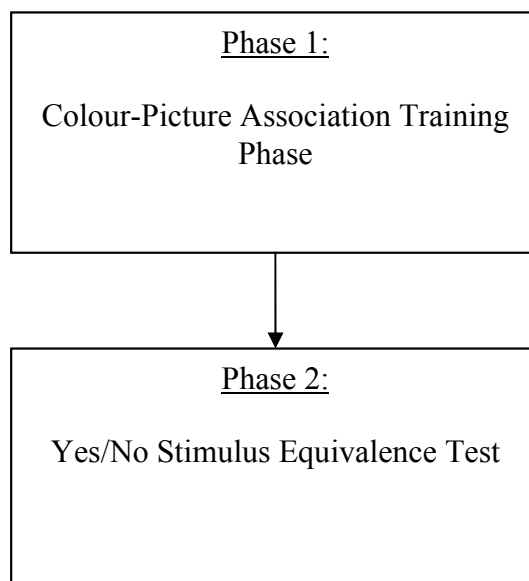 Phase 1:
Colour-Picture Association Training
Phase
Phase 2:
Yes/No Stimulus Equivalence Test